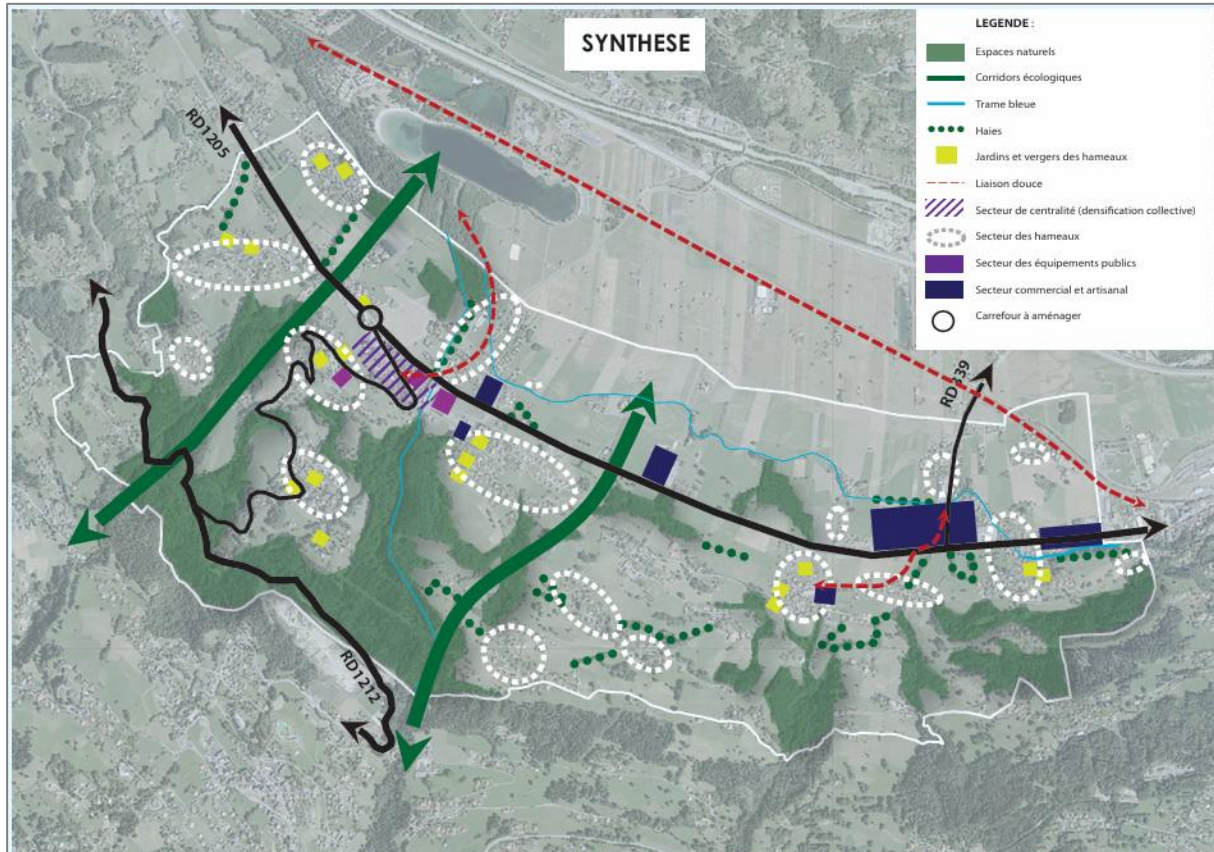 SYNTHESE
LEGENDE :
Espaces naturels
Corridors écologiques
Trame bleue
Haies
Jardins et vergers des hameaux
Liaison douce
Secteur de centralité (densification collective)
Secteur des hameaux
Secteur des équipements publics
Secteur commercial et artisanal
Carrefour à aménager
RD1205
RD339
RD1212